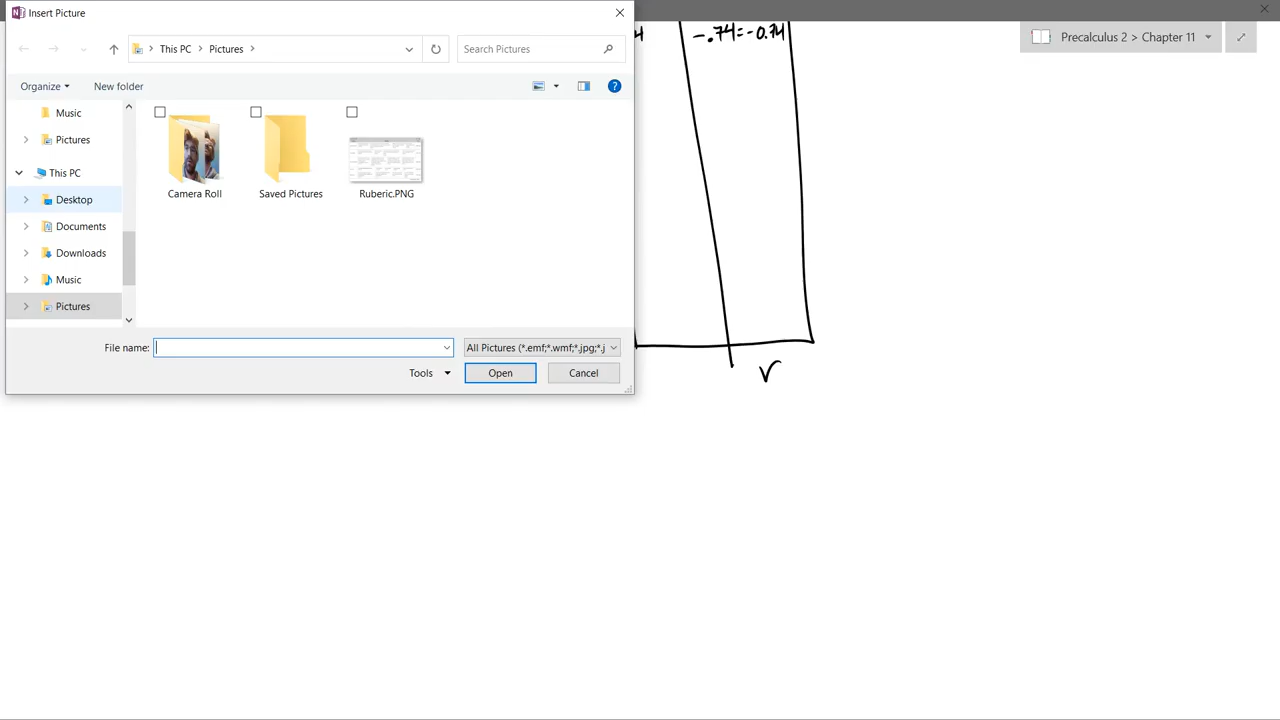 Insert Picture
This PC > Pictures >
Search Pictures
Organize
New folder
Music
Pictures
This PC
Desktop
Documents
Downloads
Music
Pictures
Camera Roll
Saved Pictures
Ruberic.PNG
File name:
All Pictures (*.emf;*.wmf;*.jpg;*.j
Tools
Open
Cancel
4
-.74=-0.74
Precalculus 2 > Chapter 11
r